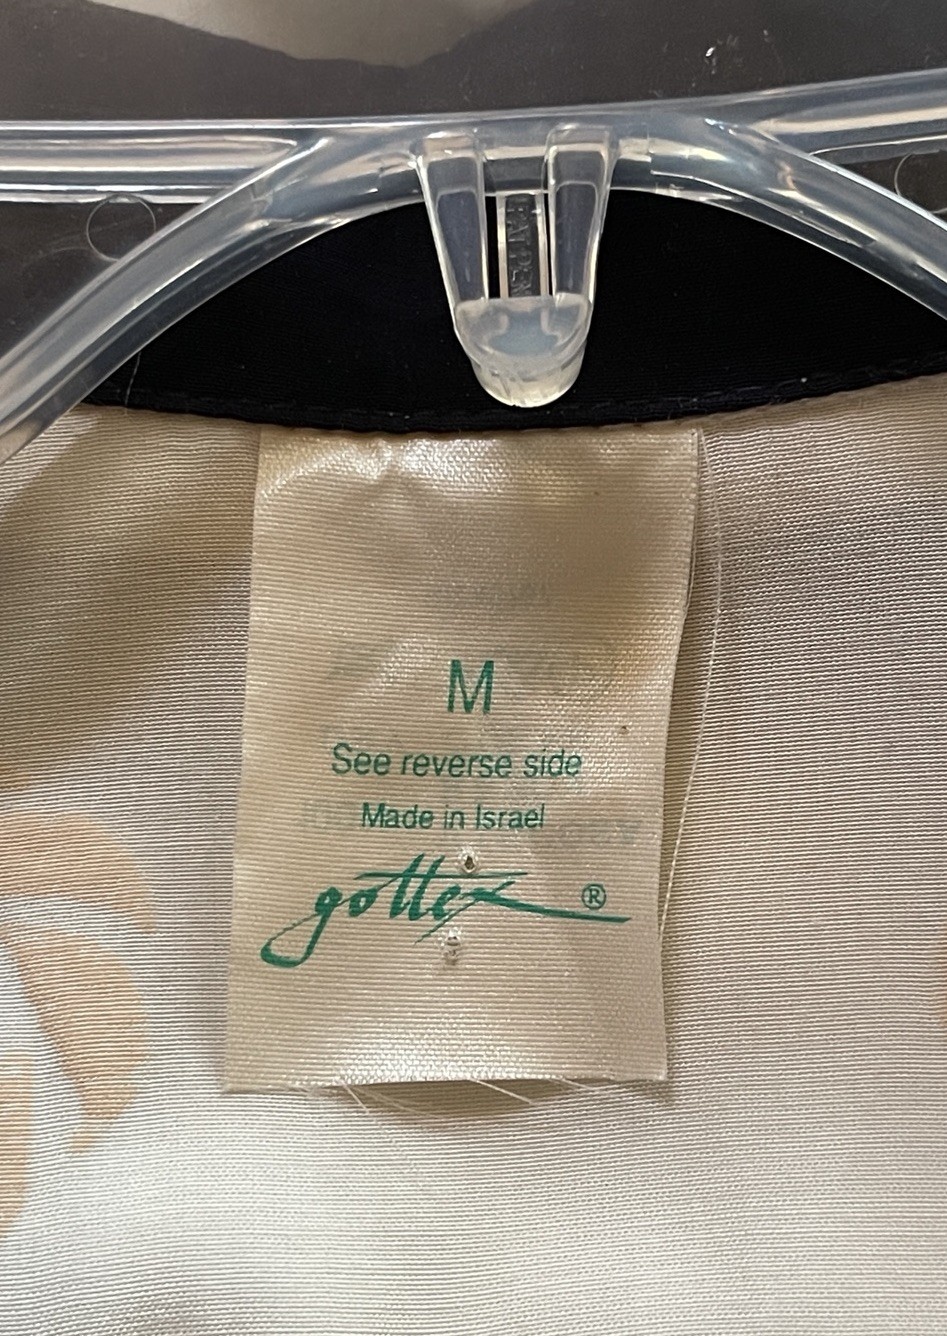 M
See reverse side
Made in Israel
gottex ®